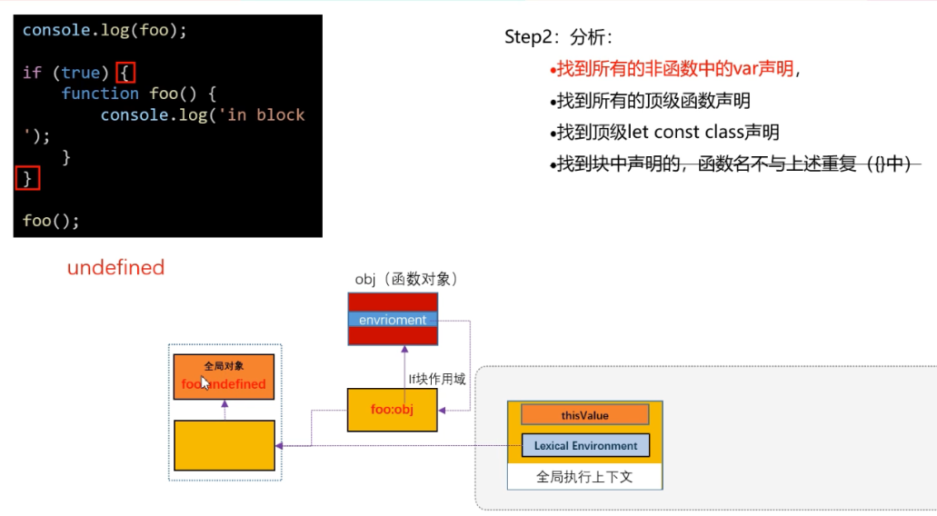 console.log(foo);
if (true) {
function foo() {
console.log('in block
');
}
}
foo();
undefined
Step2：分析：
•找到所有的非函数中的var声明，
•找到所有的顶级函数声明
•找到顶级let const class声明
•找到块中声明的，函数名不与上述重复（{}中）
obj（函数对象）
envrioment
全局对象
foo:undefined
If块作用域
foo:obj
thisValue
Lexical Environment
全局执行上下文